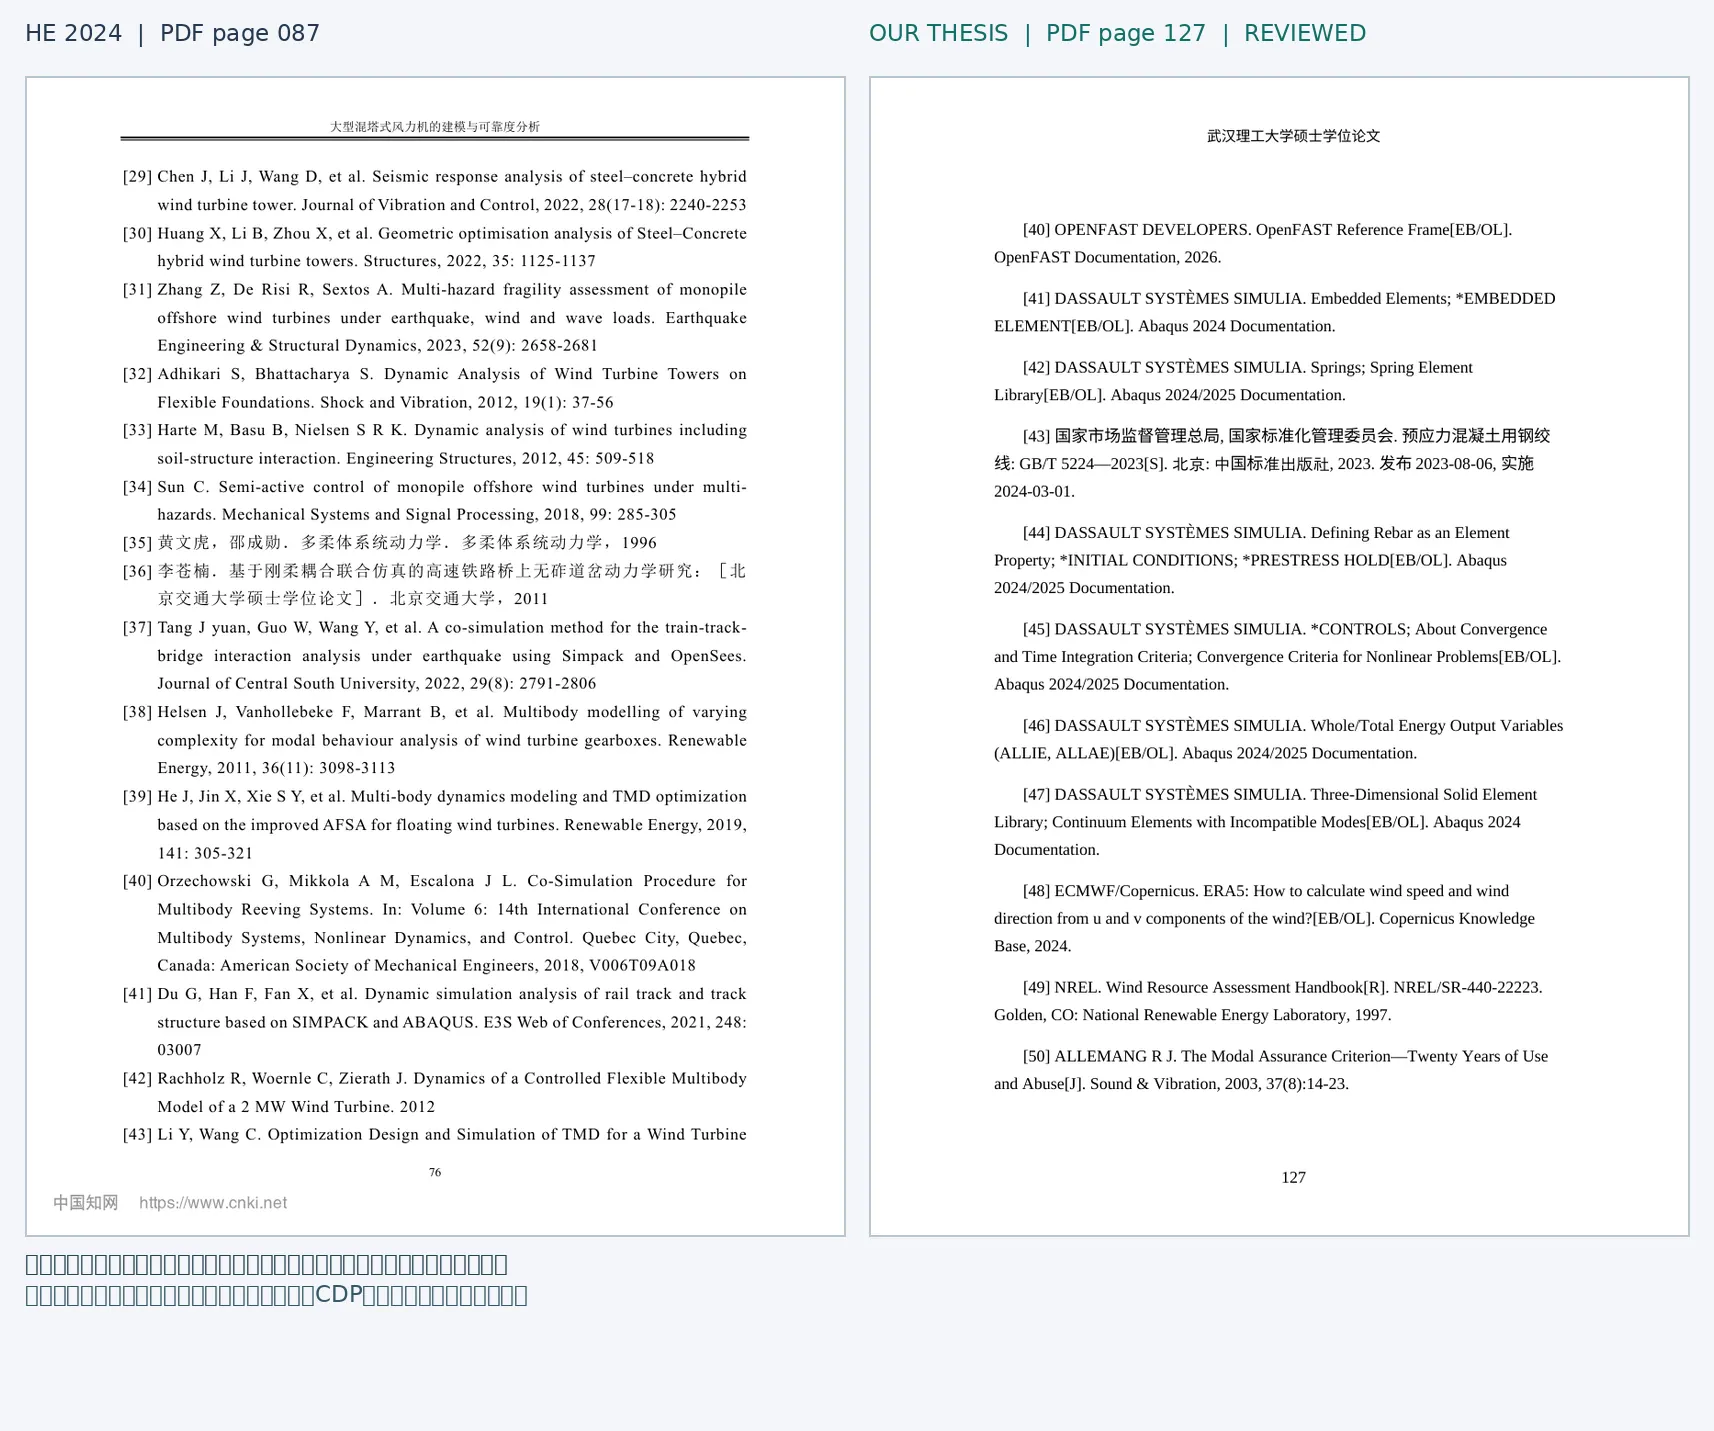 HE 2024 | PDF page 087
大型混塔式风力机的建模与可靠度分析
[29] Chen J, Li J, Wang D, et al. Seismic response analysis of steel–concrete hybrid
wind turbine tower. Journal of Vibration and Control, 2022, 28(17-18): 2240-2253
[30] Huang X, Li B, Zhou X, et al. Geometric optimisation analysis of Steel–Concrete
hybrid wind turbine towers. Structures, 2022, 35: 1125-1137
[31] Zhang Z, De Risi R, Sextos A. Multi-hazard fragility assessment of monopile
offshore wind turbines under earthquake, wind and wave loads. Earthquake
Engineering & Structural Dynamics, 2023, 52(9): 2658-2681
[32] Adhikari S, Bhattacharya S. Dynamic Analysis of Wind Turbine Towers on
Flexible Foundations. Shock and Vibration, 2012, 19(1): 37-56
[33] Harte M, Basu B, Nielsen S R K. Dynamic analysis of wind turbines including
soil-structure interaction. Engineering Structures, 2012, 45: 509-518
[34] Sun C. Semi-active control of monopile offshore wind turbines under multi-
hazards. Mechanical Systems and Signal Processing, 2018, 99: 285-305
[35] 黄文虎，邵成勋．多柔体系统动力学．多柔体系统动力学，1996
[36] 李苍楠．基于刚柔耦合联合仿真的高速铁路桥上无砟道岔动力学研究：［北
京交通大学硕士学位论文］．北京交通大学，2011
[37] Tang J yuan, Guo W, Wang Y, et al. A co-simulation method for the train-track-
bridge interaction analysis under earthquake using Simpack and OpenSees.
Journal of Central South University, 2022, 29(8): 2791-2806
[38] Helsen J, Vanhollebeke F, Marrant B, et al. Multibody modelling of varying
complexity for modal behaviour analysis of wind turbine gearboxes. Renewable
Energy, 2011, 36(11): 3098-3113
[39] He J, Jin X, Xie S Y, et al. Multi-body dynamics modeling and TMD optimization
based on the improved AFSA for floating wind turbines. Renewable Energy, 2019,
141: 305-321
[40] Orzechowski G, Mikkola A M, Escalona J L. Co-Simulation Procedure for
Multibody Reeving Systems. In: Volume 6: 14th International Conference on
Multibody Systems, Nonlinear Dynamics, and Control. Quebec City, Quebec,
Canada: American Society of Mechanical Engineers, 2018, V006T09A018
[41] Du G, Han F, Fan X, et al. Dynamic simulation analysis of rail track and track
structure based on SIMPACK and ABAQUS. E3S Web of Conferences, 2021, 248:
03007
[42] Rachholz R, Woernle C, Zierath J. Dynamics of a Controlled Flexible Multibody
Model of a 2 MW Wind Turbine. 2012
[43] Li Y, Wang C. Optimization Design and Simulation of TMD for a Wind Turbine
76
中国知网 https://www.cnki.net
OUR THESIS | PDF page 127 | REVIEWED
武汉理工大学硕士学位论文
[40] OPENFAST DEVELOPERS. OpenFAST Reference Frame[EB/OL].
OpenFAST Documentation, 2026.
[41] DASSAULT SYSTÈMES SIMULIA. Embedded Elements; *EMBEDDED
ELEMENT[EB/OL]. Abaqus 2024 Documentation.
[42] DASSAULT SYSTÈMES SIMULIA. Springs; Spring Element
Library[EB/OL]. Abaqus 2024/2025 Documentation.
[43] 国家市场监督管理总局, 国家标准化管理委员会. 预应力混凝土用钢绞
线: GB/T 5224—2023[S]. 北京: 中国标准出版社, 2023. 发布 2023-08-06, 实施
2024-03-01.
[44] DASSAULT SYSTÈMES SIMULIA. Defining Rebar as an Element
Property; *INITIAL CONDITIONS; *PRESTRESS HOLD[EB/OL]. Abaqus
2024/2025 Documentation.
[45] DASSAULT SYSTÈMES SIMULIA. *CONTROLS; About Convergence
and Time Integration Criteria; Convergence Criteria for Nonlinear Problems[EB/OL].
Abaqus 2024/2025 Documentation.
[46] DASSAULT SYSTÈMES SIMULIA. Whole/Total Energy Output Variables
(ALLIE, ALLAE)[EB/OL]. Abaqus 2024/2025 Documentation.
[47] DASSAULT SYSTÈMES SIMULIA. Three-Dimensional Solid Element
Library; Continuum Elements with Incompatible Modes[EB/OL]. Abaqus 2024
Documentation.
[48] ECMWF/Copernicus. ERA5: How to calculate wind speed and wind
direction from u and v components of the wind?[EB/OL]. Copernicus Knowledge
Base, 2024.
[49] NREL. Wind Resource Assessment Handbook[R]. NREL/SR-440-22223.
Golden, CO: National Renewable Energy Laboratory, 1997.
[50] ALLEMANG R J. The Modal Assurance Criterion—Twenty Years of Use
and Abuse[J]. Sound & Vibration, 2003, 37(8):14-23.
127
CDP